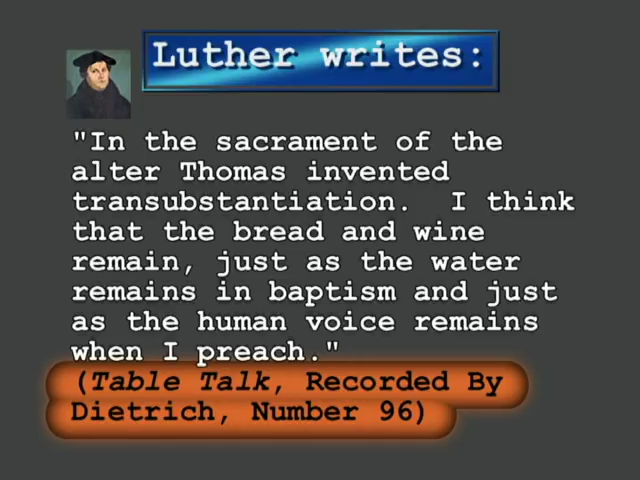 Luther writes:
"In the sacrament of the
alter Thomas invented
transubstantiation.  I think
that the bread and wine
remain, just as the water
remains in baptism and just
as the human voice remains
when I preach."
(Table Talk, Recorded By
Dietrich, Number 96)